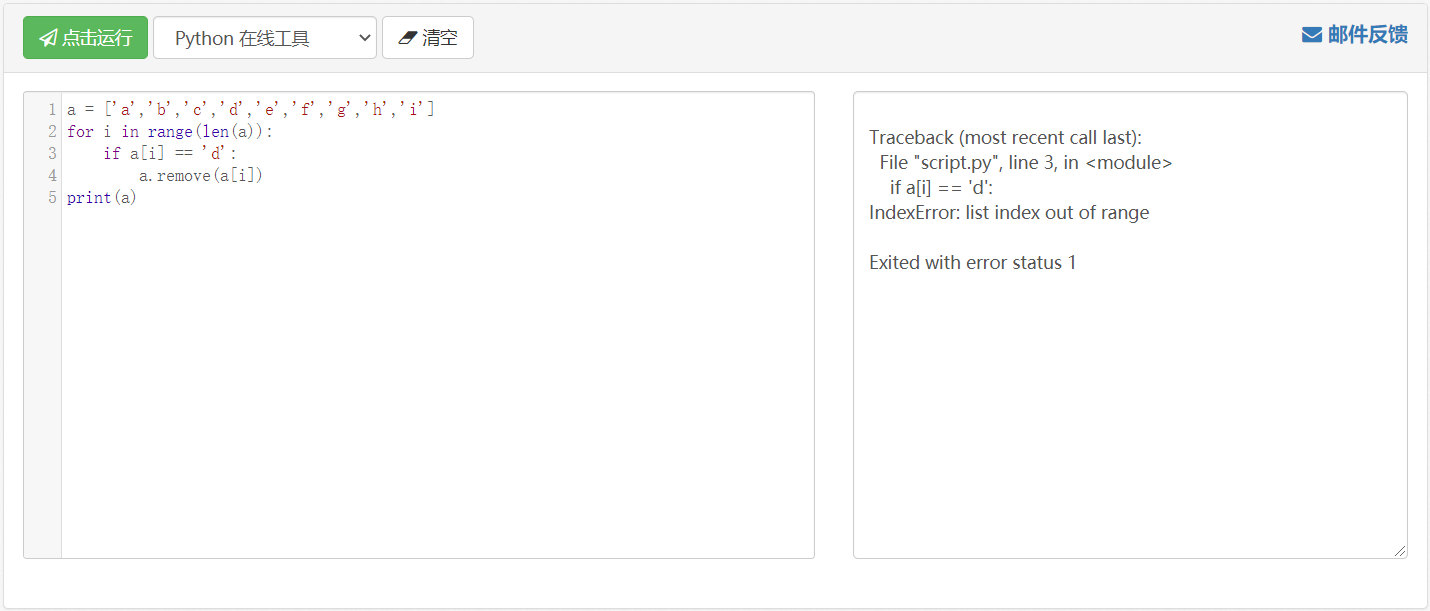 点击运行 Python 在线工具 清空 邮件反馈
1 a = ['a','b','c','d','e','f','g','h','i']
2 for i in range(len(a)):
3     if a[i] == 'd':
4         a.remove(a[i])
5 print(a)
Traceback (most recent call last):
  File "script.py", line 3, in <module>
    if a[i] == 'd':
IndexError: list index out of range
Exited with error status 1